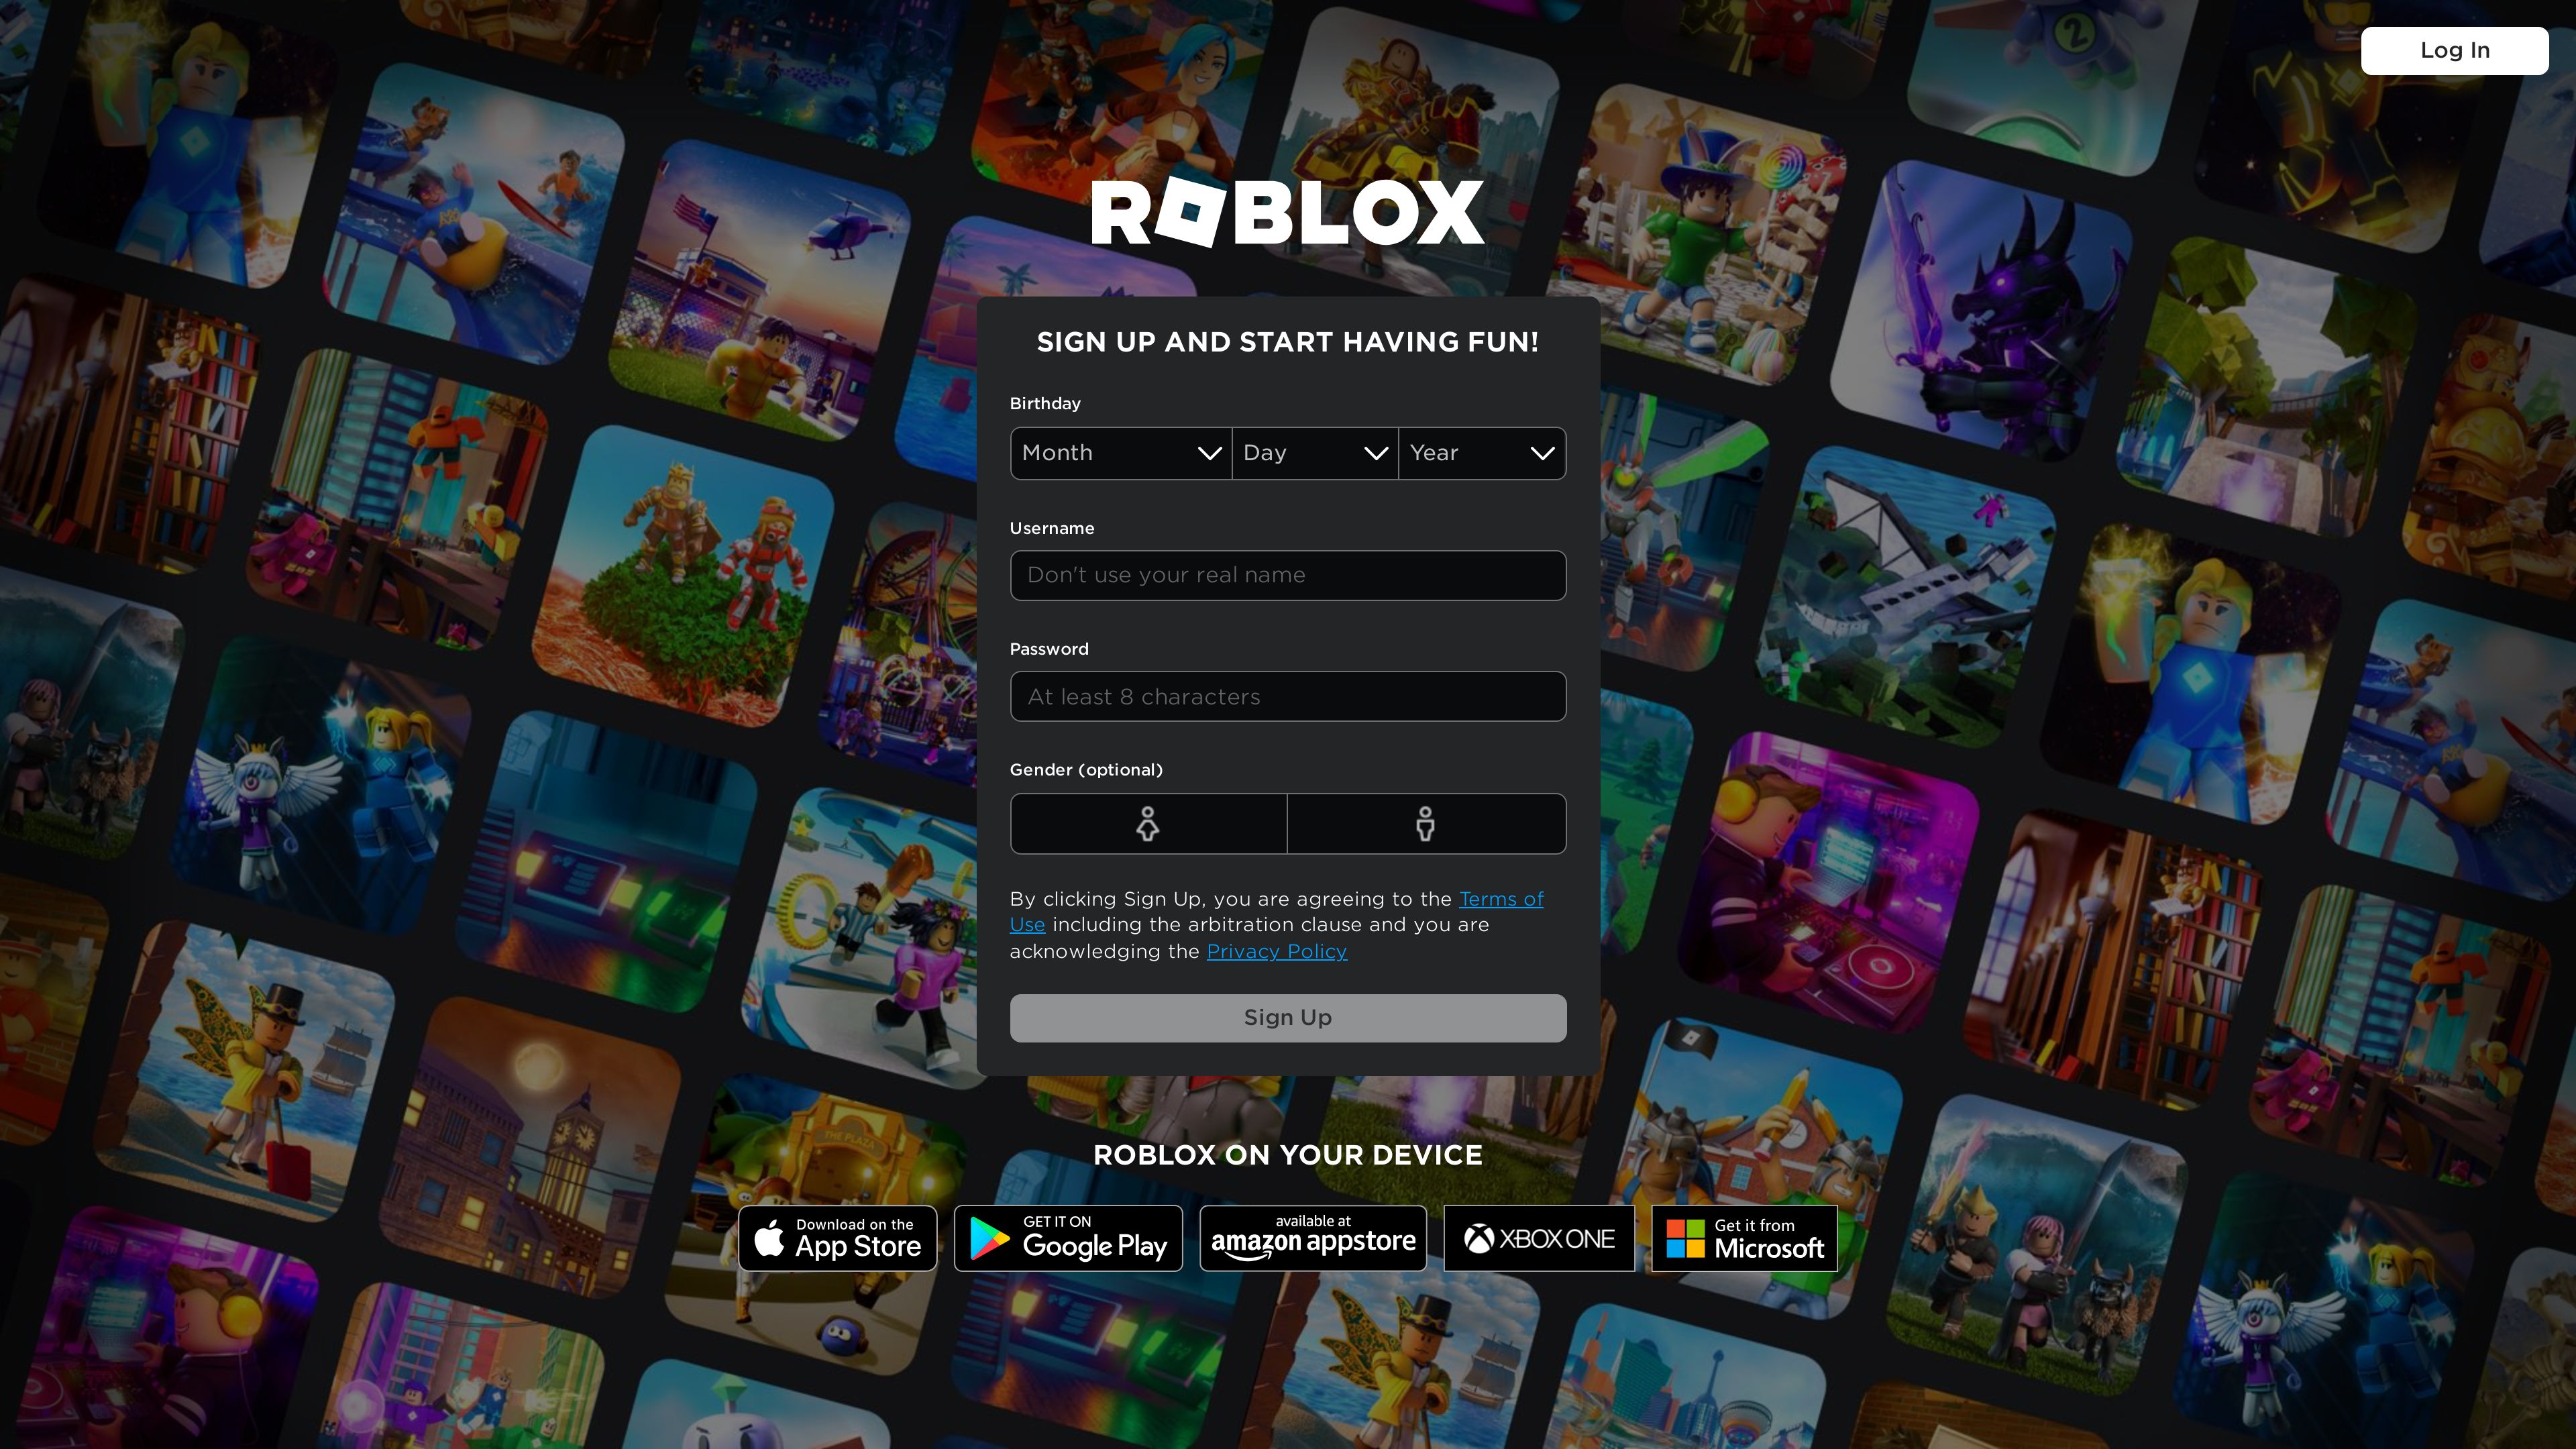 Log In
ROBLOX
SIGN UP AND START HAVING FUN!
Birthday
Month Day Year
Username
Don't use your real name
Password
At least 8 characters
Gender (optional)
By clicking Sign Up, you are agreeing to the Terms of
Use including the arbitration clause and you are
acknowledging the Privacy Policy
Sign Up
THE PLAZA
ROBLOX ON YOUR DEVICE
Download on the
App Store
GET IT ON
Google Play
available at
amazon appstore
XBOX ONE
Get it from
Microsoft
2